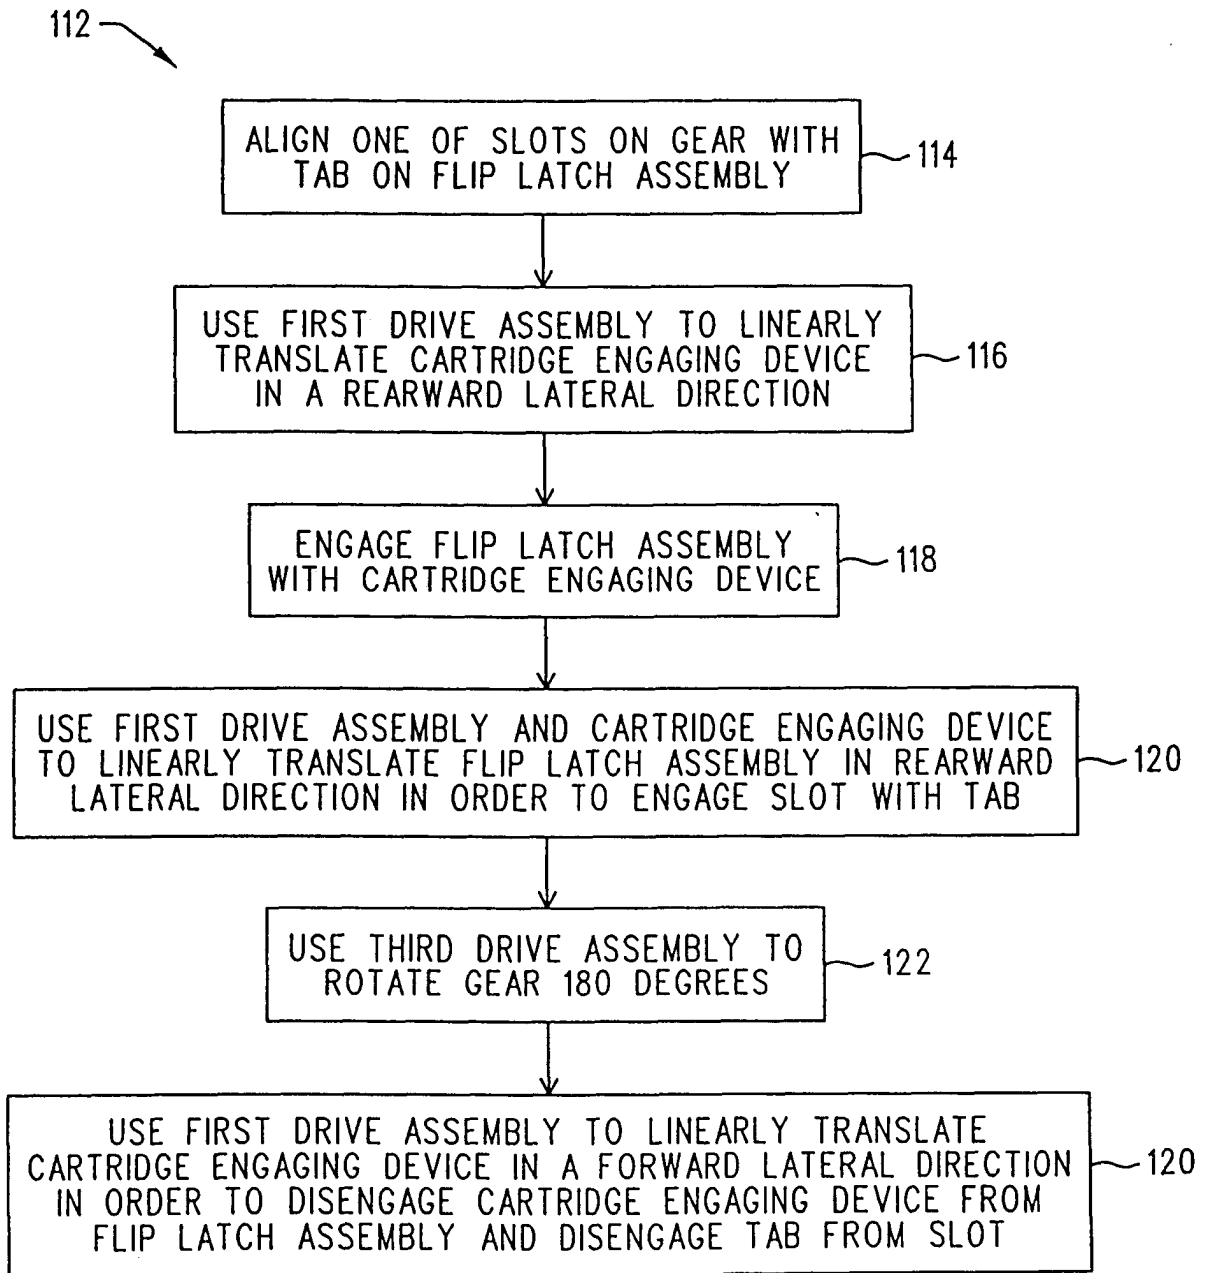 112
ALIGN ONE OF SLOTS ON GEAR WITH
TAB ON FLIP LATCH ASSEMBLY
114
USE FIRST DRIVE ASSEMBLY TO LINEARLY
TRANSLATE CARTRIDGE ENGAGING DEVICE
IN A REARWARD LATERAL DIRECTION
116
ENGAGE FLIP LATCH ASSEMBLY
WITH CARTRIDGE ENGAGING DEVICE
118
USE FIRST DRIVE ASSEMBLY AND CARTRIDGE ENGAGING DEVICE
TO LINEARLY TRANSLATE FLIP LATCH ASSEMBLY IN REARWARD
LATERAL DIRECTION IN ORDER TO ENGAGE SLOT WITH TAB
120
USE THIRD DRIVE ASSEMBLY TO
ROTATE GEAR 180 DEGREES
122
USE FIRST DRIVE ASSEMBLY TO LINEARLY TRANSLATE
CARTRIDGE ENGAGING DEVICE IN A FORWARD LATERAL DIRECTION
IN ORDER TO DISENGAGE CARTRIDGE ENGAGING DEVICE FROM
FLIP LATCH ASSEMBLY AND DISENGAGE TAB FROM SLOT
120